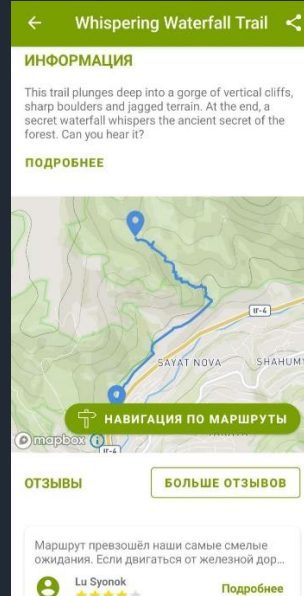 Whispering Waterfall Trail
ИНФОРМАЦИЯ
This trail plunges deep into a gorge of vertical cliffs,
sharp boulders and jagged terrain. At the end, a
secret waterfall whispers the ancient secret of the
forest. Can you hear it?
ПОДРОБНЕЕ
SAYAT NOVA
SHAHUM
НАВИГАЦИЯ ПО МАРШРУТЫ
mapbox
ОТЗЫВЫ
БОЛЬШЕ ОТЗЫВОВ
Маршрут превзошёл наши самые смелые
ожидания. Если двигаться от железной дор...
Lu Syonok
Подробнее